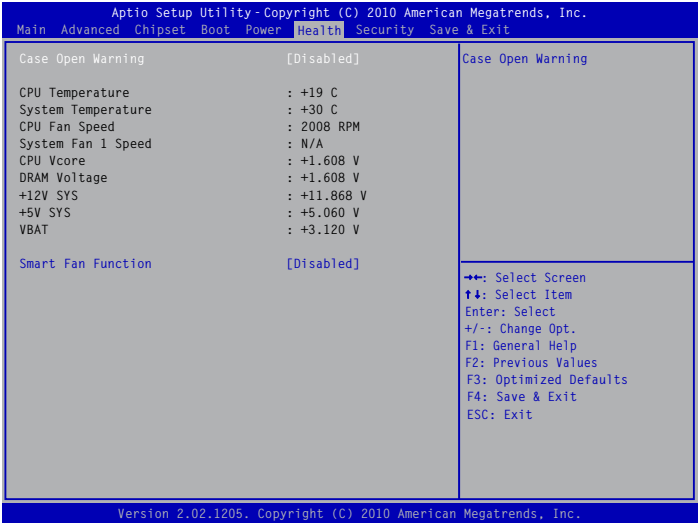 Aptio Setup Utility - Copyright (C) 2010 American Megatrends, Inc.
Main Advanced Chipset Boot Power Health Security Save & Exit
Case Open Warning [Disabled]
CPU Temperature : +19 C
System Temperature : +30 C
CPU Fan Speed : 2008 RPM
System Fan 1 Speed : N/A
CPU Vcore : +1.608 V
DRAM Voltage : +1.608 V
+12V SYS : +11.868 V
+5V SYS : +5.060 V
VBAT : +3.120 V
Smart Fan Function [Disabled]
Case Open Warning
→←: Select Screen
↑↓: Select Item
Enter: Select
+/-: Change Opt.
F1: General Help
F2: Previous Values
F3: Optimized Defaults
F4: Save & Exit
ESC: Exit
Version 2.02.1205. Copyright (C) 2010 American Megatrends, Inc.